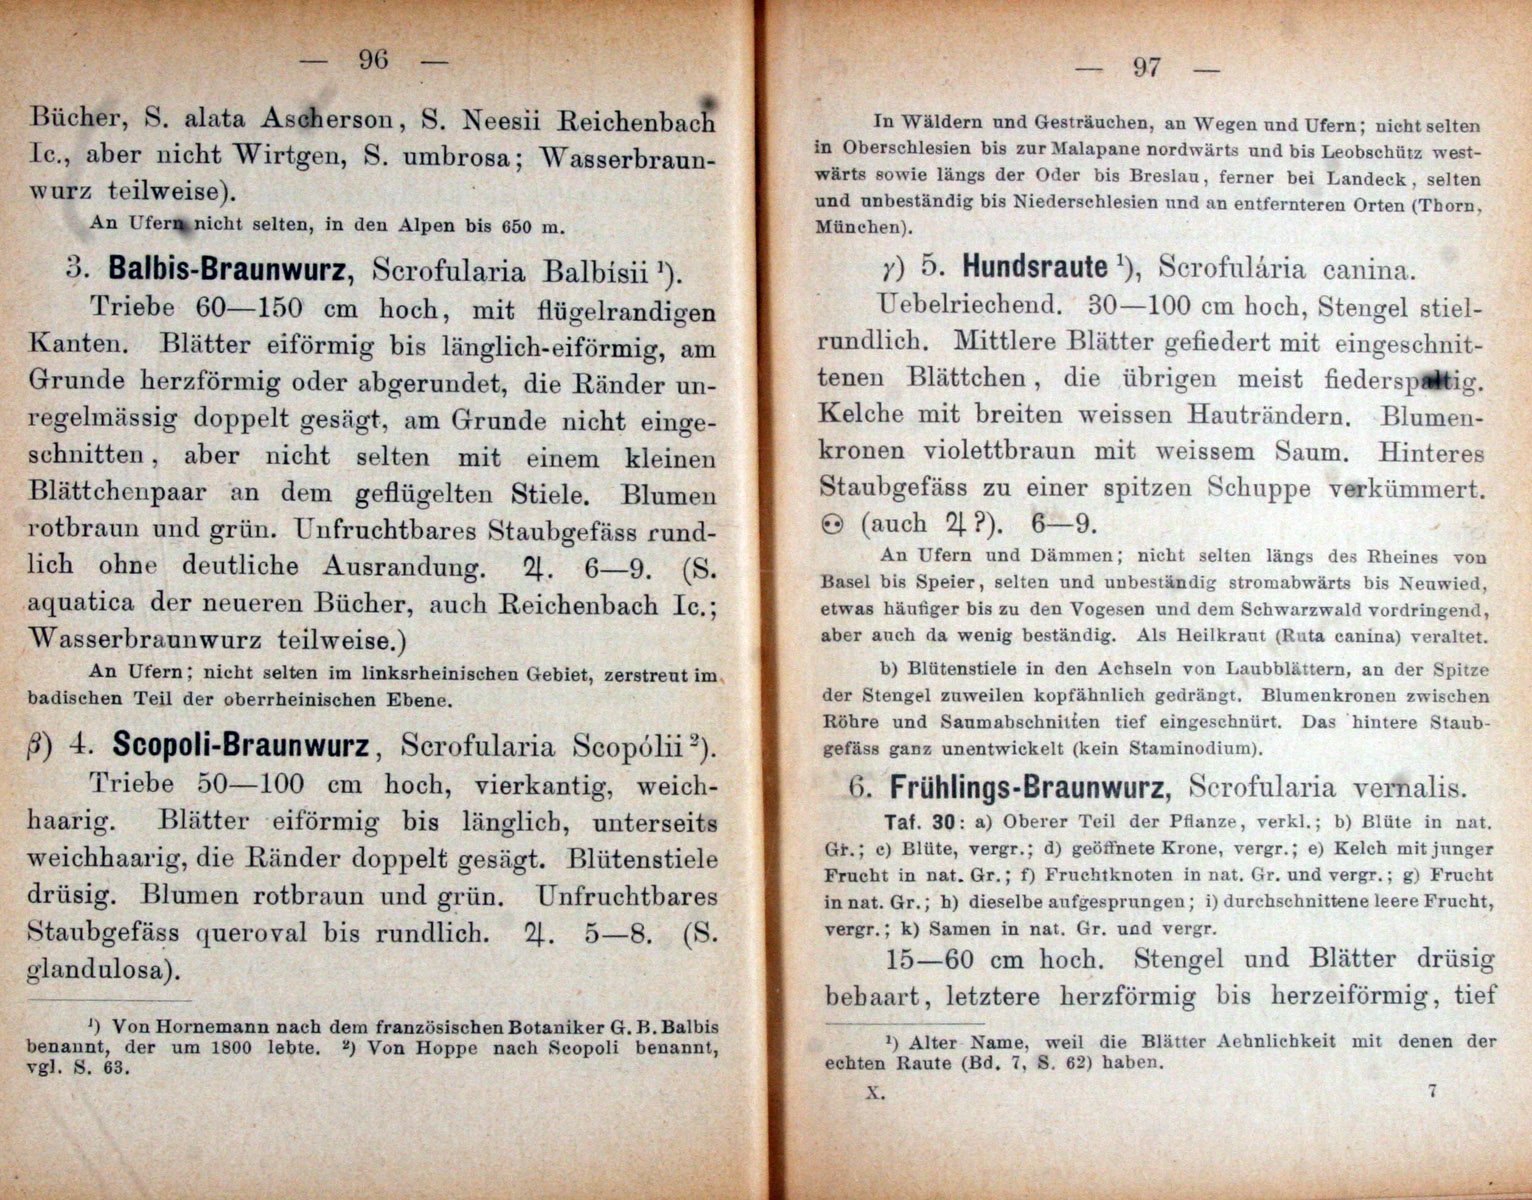 — 96 —
Bücher, S. alata Ascherson, S. Neesii Reichenbach
Ic., aber nicht Wirtgen, S. umbrosa; Wasserbraun-
wurz teilweise).
An Ufern nicht selten, in den Alpen bis 650 m.
3. Balbis-Braunwurz, Scrofularia Balbísii ¹).
Triebe 60—150 cm hoch, mit flügelrandigen
Kanten. Blätter eiförmig bis länglich-eiförmig, am
Grunde herzförmig oder abgerundet, die Ränder un-
regelmässig doppelt gesägt, am Grunde nicht einge-
schnitten, aber nicht selten mit einem kleinen
Blättchenpaar an dem geflügelten Stiele. Blumen
rotbraun und grün. Unfruchtbares Staubgefäss rund-
lich ohne deutliche Ausrandung. ♃. 6—9. (S.
aquatica der neueren Bücher, auch Reichenbach Ic.;
Wasserbraunwurz teilweise.)
An Ufern; nicht selten im linksrheinischen Gebiet, zerstreut im
badischen Teil der oberrheinischen Ebene.
β) 4. Scopoli-Braunwurz, Scrofularia Scopólii ²).
Triebe 50—100 cm hoch, vierkantig, weich-
haarig. Blätter eiförmig bis länglich, unterseits
weichhaarig, die Ränder doppelt gesägt. Blütenstiele
drüsig. Blumen rotbraun und grün. Unfruchtbares
Staubgefäss queroval bis rundlich. ♃. 5—8. (S.
glandulosa).
¹) Von Hornemann nach dem französischen Botaniker G. B. Balbis
benannt, der um 1800 lebte. ²) Von Hoppe nach Scopoli benannt,
vgl. S. 63.
— 97 —
In Wäldern und Gesträuchen, an Wegen und Ufern; nicht selten
in Oberschlesien bis zur Malapane nordwärts und bis Leobschütz west-
wärts sowie längs der Oder bis Breslau, ferner bei Landeck, selten
und unbeständig bis Niederschlesien und an entfernteren Orten (Thorn,
München).
γ) 5. Hundsraute ¹), Scrofulária canina.
Uebelriechend. 30—100 cm hoch, Stengel stiel-
rundlich. Mittlere Blätter gefiedert mit eingeschnit-
tenen Blättchen, die übrigen meist fiederspaltig.
Kelche mit breiten weissen Hauträndern. Blumen-
kronen violettbraun mit weissem Saum. Hinteres
Staubgefäss zu einer spitzen Schuppe verkümmert.
⚇ (auch ♃?). 6—9.
An Ufern und Dämmen; nicht selten längs des Rheines von
Basel bis Speier, selten und unbeständig stromabwärts bis Neuwied,
etwas häufiger bis zu den Vogesen und dem Schwarzwald vordringend,
aber auch da wenig beständig. Als Heilkraut (Ruta canina) veraltet.
b) Blütenstiele in den Achseln von Laubblättern, an der Spitze
der Stengel zuweilen kopfähnlich gedrängt. Blumenkronen zwischen
Röhre und Saumabschnitten tief eingeschnürt. Das hintere Staub-
gefäss ganz unentwickelt (kein Staminodium).
6. Frühlings-Braunwurz, Scrofularia vernalis.
Taf. 30: a) Oberer Teil der Pflanze, verkl.; b) Blüte in nat.
Gr.; c) Blüte, vergr.; d) geöffnete Krone, vergr.; e) Kelch mit junger
Frucht in nat. Gr.; f) Fruchtknoten in nat. Gr. und vergr.; g) Frucht
in nat. Gr.; h) dieselbe aufgesprungen; i) durchschnittene leere Frucht,
vergr.; k) Samen in nat. Gr. und vergr.
15—60 cm hoch. Stengel und Blätter drüsig
behaart, letztere herzförmig bis herzeiförmig, tief
¹) Alter Name, weil die Blätter Aehnlichkeit mit denen der
echten Raute (Bd. 7, S. 62) haben.
X. 7